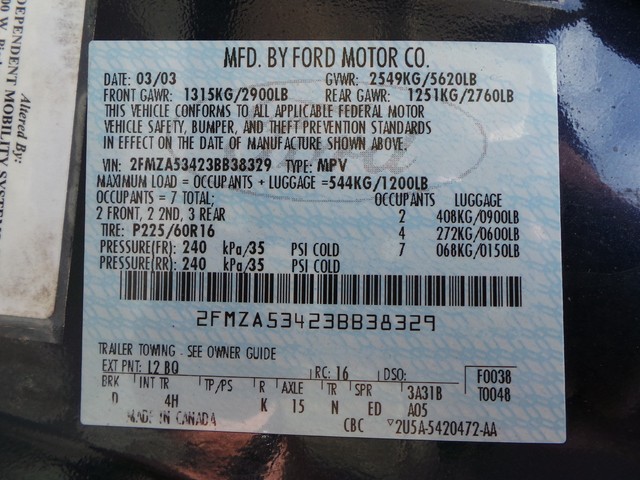 DEPENDENT MOBILITY SYSTEMS
Altered By:
MFD. BY FORD MOTOR CO.
DATE: 03/03 GVWR: 2549KG/5620LB
FRONT GAWR: 1315KG/2900LB REAR GAWR: 1251KG/2760LB
THIS VEHICLE CONFORMS TO ALL APPLICABLE FEDERAL MOTOR
VEHICLE SAFETY, BUMPER, AND THEFT PREVENTION STANDARDS
IN EFFECT ON THE DATE OF MANUFACTURE SHOWN ABOVE.
VIN: 2FMZA53423BB38329 TYPE: MPV
MAXIMUM LOAD = OCCUPANTS + LUGGAGE = 544KG/1200LB
OCCUPANTS = 7 TOTAL; OCCUPANTS LUGGAGE
2 FRONT, 2 2ND, 3 REAR 2 408KG/0900LB
TIRE: P225/60R16 4 272KG/0600LB
PRESSURE(FR): 240 kPa/35 PSI COLD 7 068KG/0150LB
PRESSURE(RR): 240 kPa/35 PSI COLD
2FMZA53423BB38329
TRAILER TOWING - SEE OWNER GUIDE
EXT PNT: L2 BQ RC: 16 DSO: F0038
BRK INT TR TP/PS R AXLE TR SPR 3A31B T0048
D 4H K 15 N ED A05
MADE IN CANADA CBC 2U5A-5420472-AA